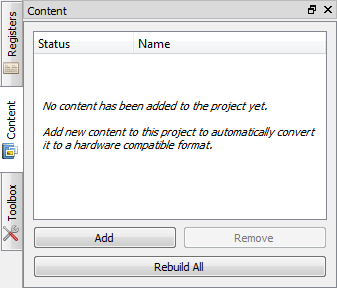 Content
Registers
Content
Toolbox
Status Name
No content has been added to the project yet.
Add new content to this project to automatically convert
it to a hardware compatible format.
Add Remove
Rebuild All